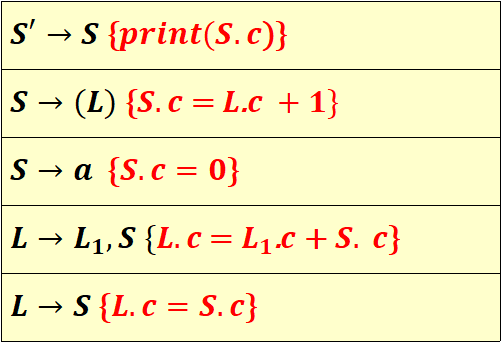 S′ → S {print(S.c)}
S → (L) {S.c = L.c + 1}
S → a {S.c = 0}
L → L₁, S {L.c = L₁.c + S. c}
L → S {L.c = S.c}